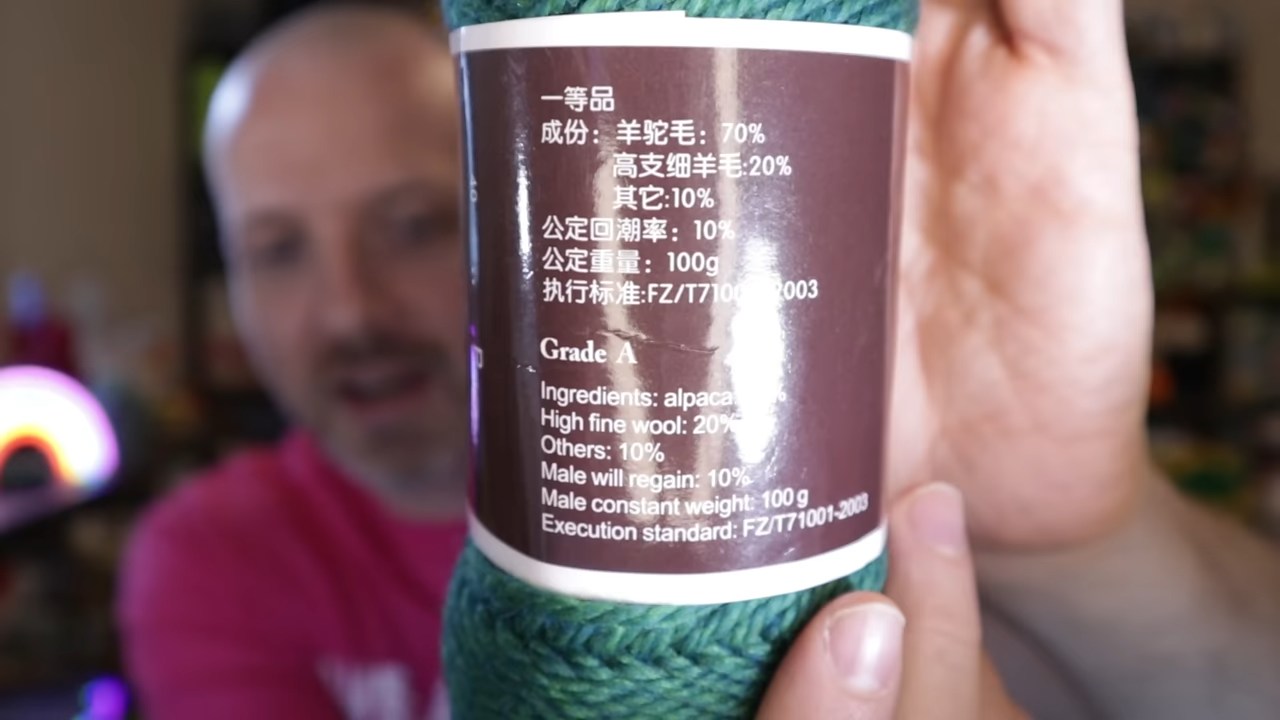 一等品
成份：羊驼毛：70%
高支细羊毛:20%
其它:10%
公定回潮率：10%
公定重量：100g
执行标准:FZ/T7100 2003
Grade A
Ingredients: alpaca %
High fine wool: 20%
Others: 10%
Male will regain: 10%
Male constant weight: 100g
Execution standard: FZ/T71001-2003